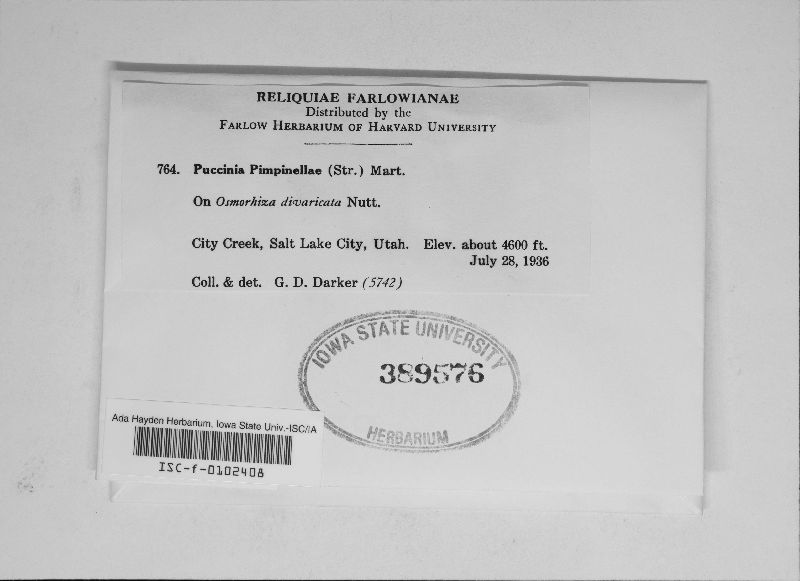 RELIQUIAE FARLOWIANAE
Distributed by the
FARLOW HERBARIUM OF HARVARD UNIVERSITY
764. Puccinia Pimpinellae (Str.) Mart.
On Osmorhiza divaricata Nutt.
City Creek, Salt Lake City, Utah. Elev. about 4600 ft.
July 28, 1936
Coll. & det. G. D. Darker (5742)
IOWA STATE UNIVERSITY
389576
HERBARIUM
Ada Hayden Herbarium, Iowa State Univ.-ISC/IA
ISC-f-0102408